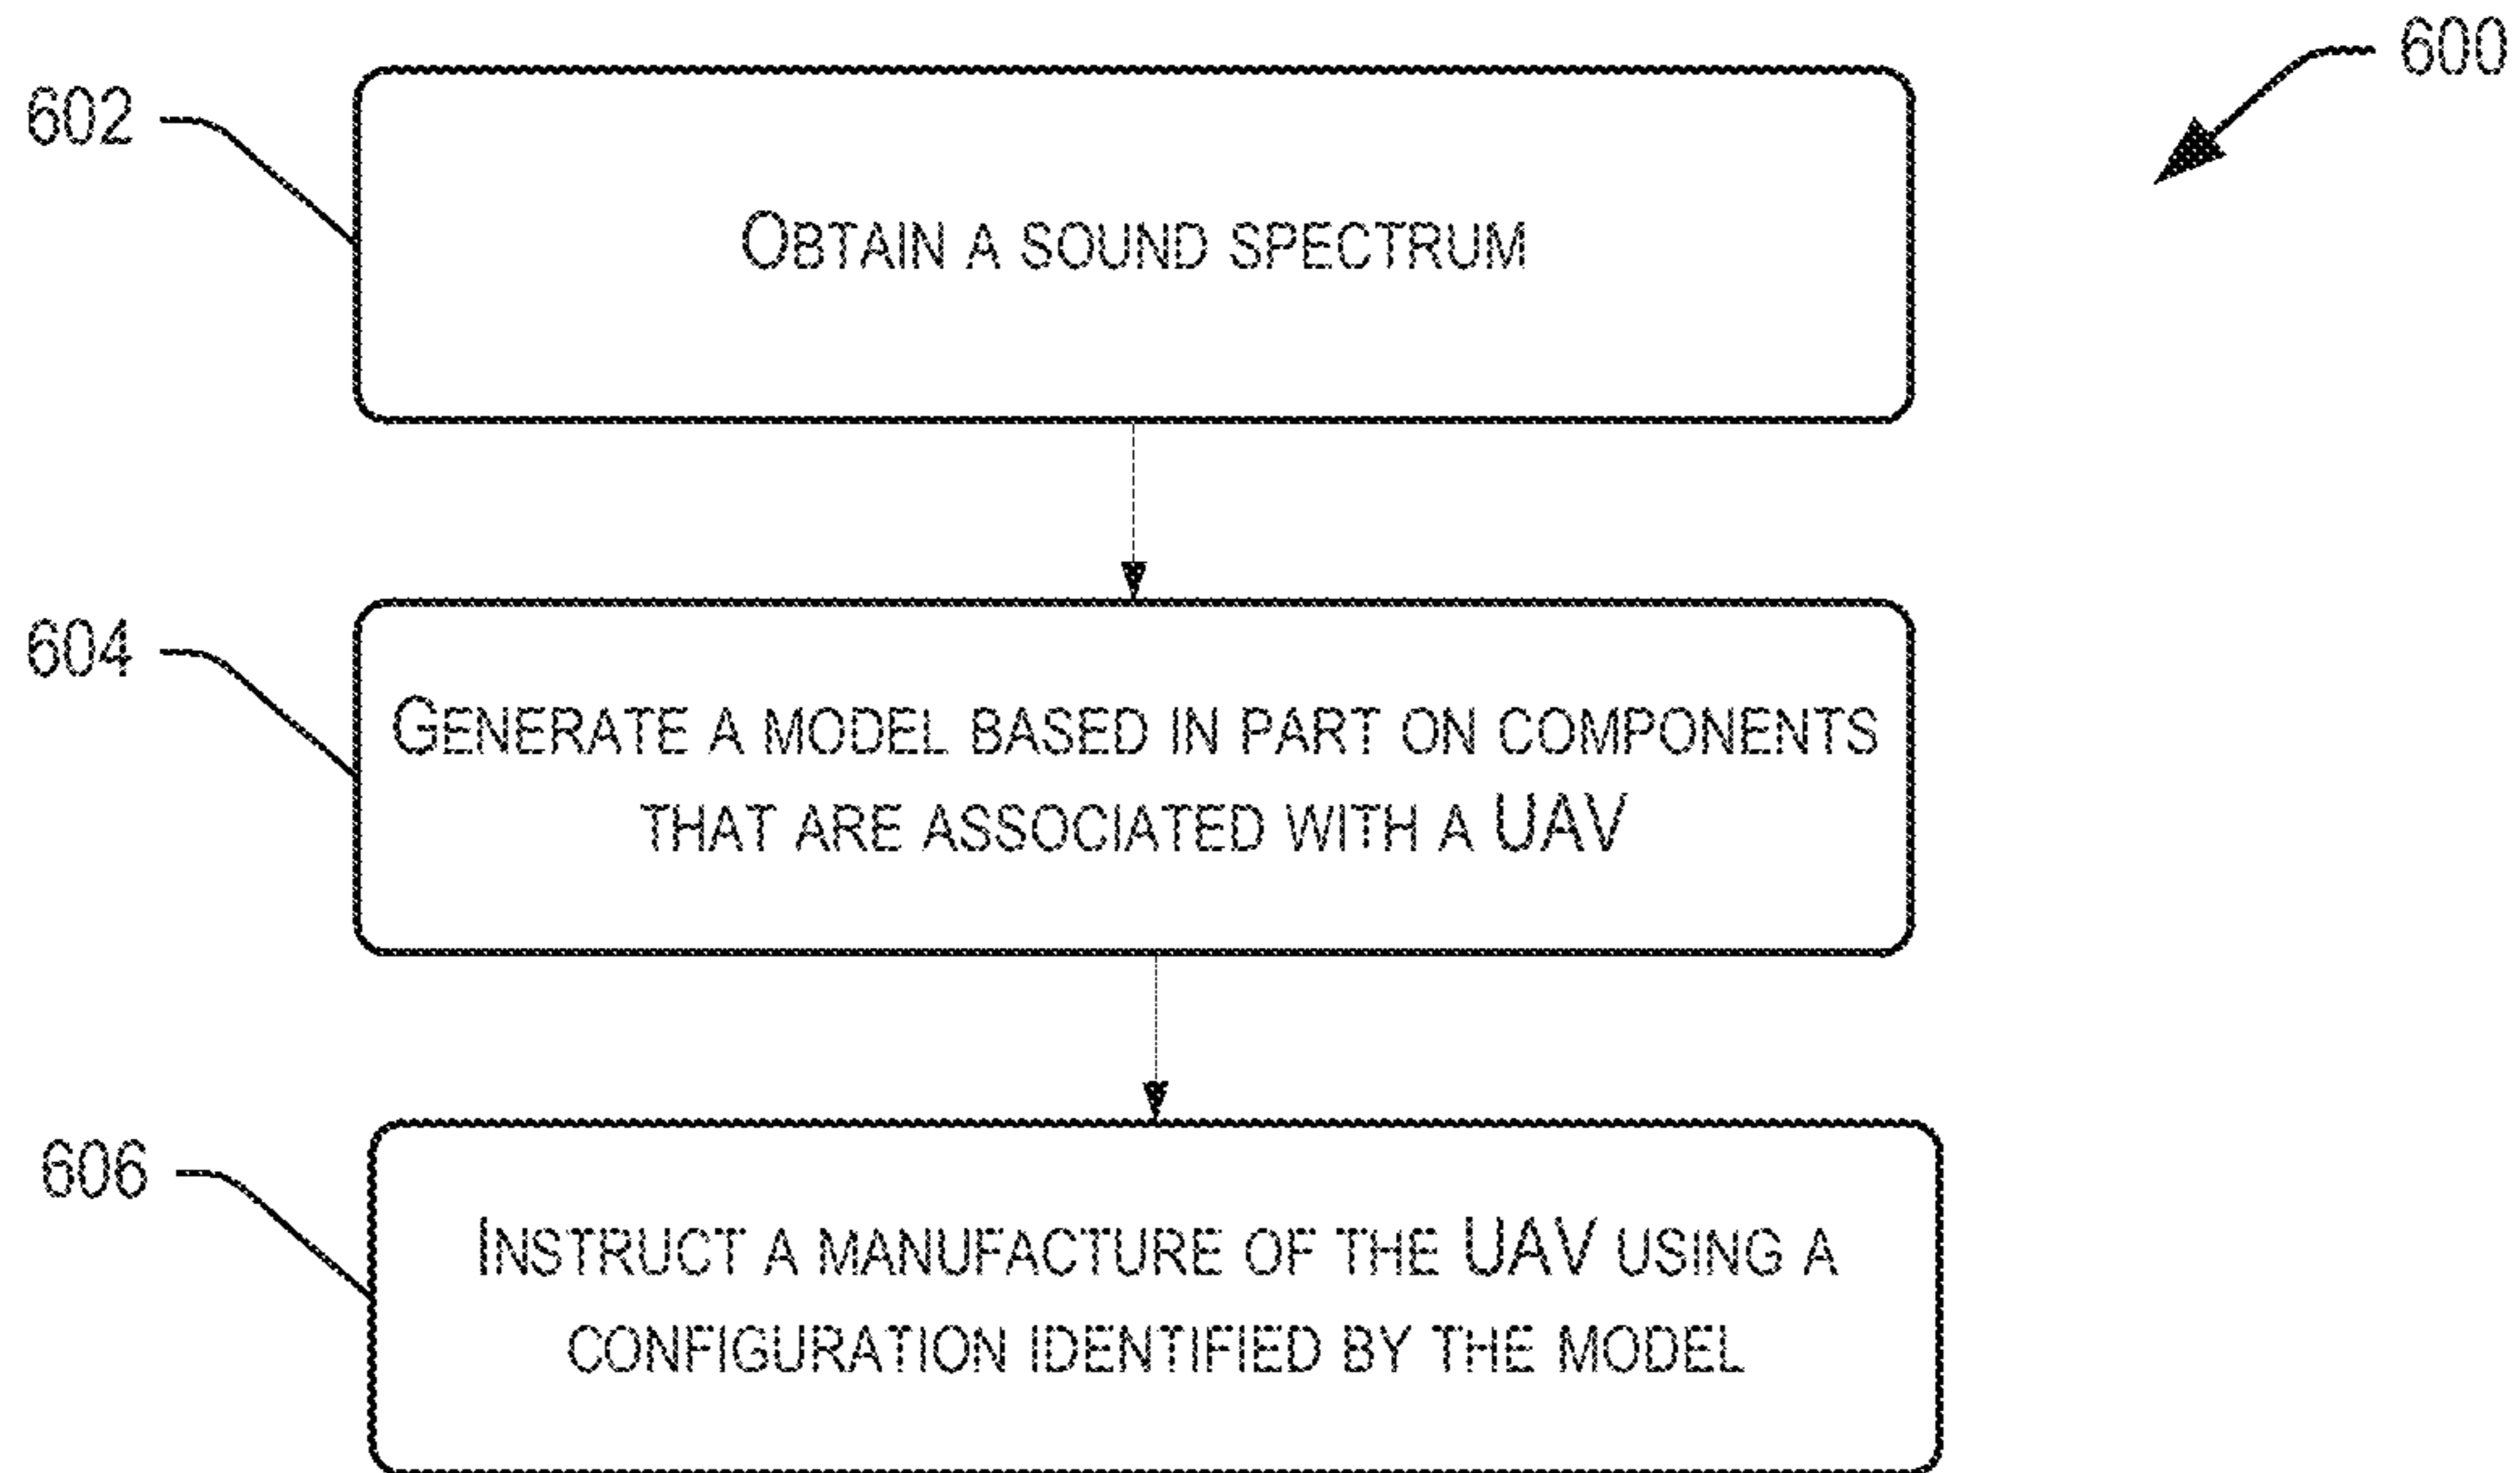 600
602
OBTAIN A SOUND SPECTRUM
604
GENERATE A MODEL BASED IN PART ON COMPONENTS
THAT ARE ASSOCIATED WITH A UAV
606
INSTRUCT A MANUFACTURE OF THE UAV USING A
CONFIGURATION IDENTIFIED BY THE MODEL